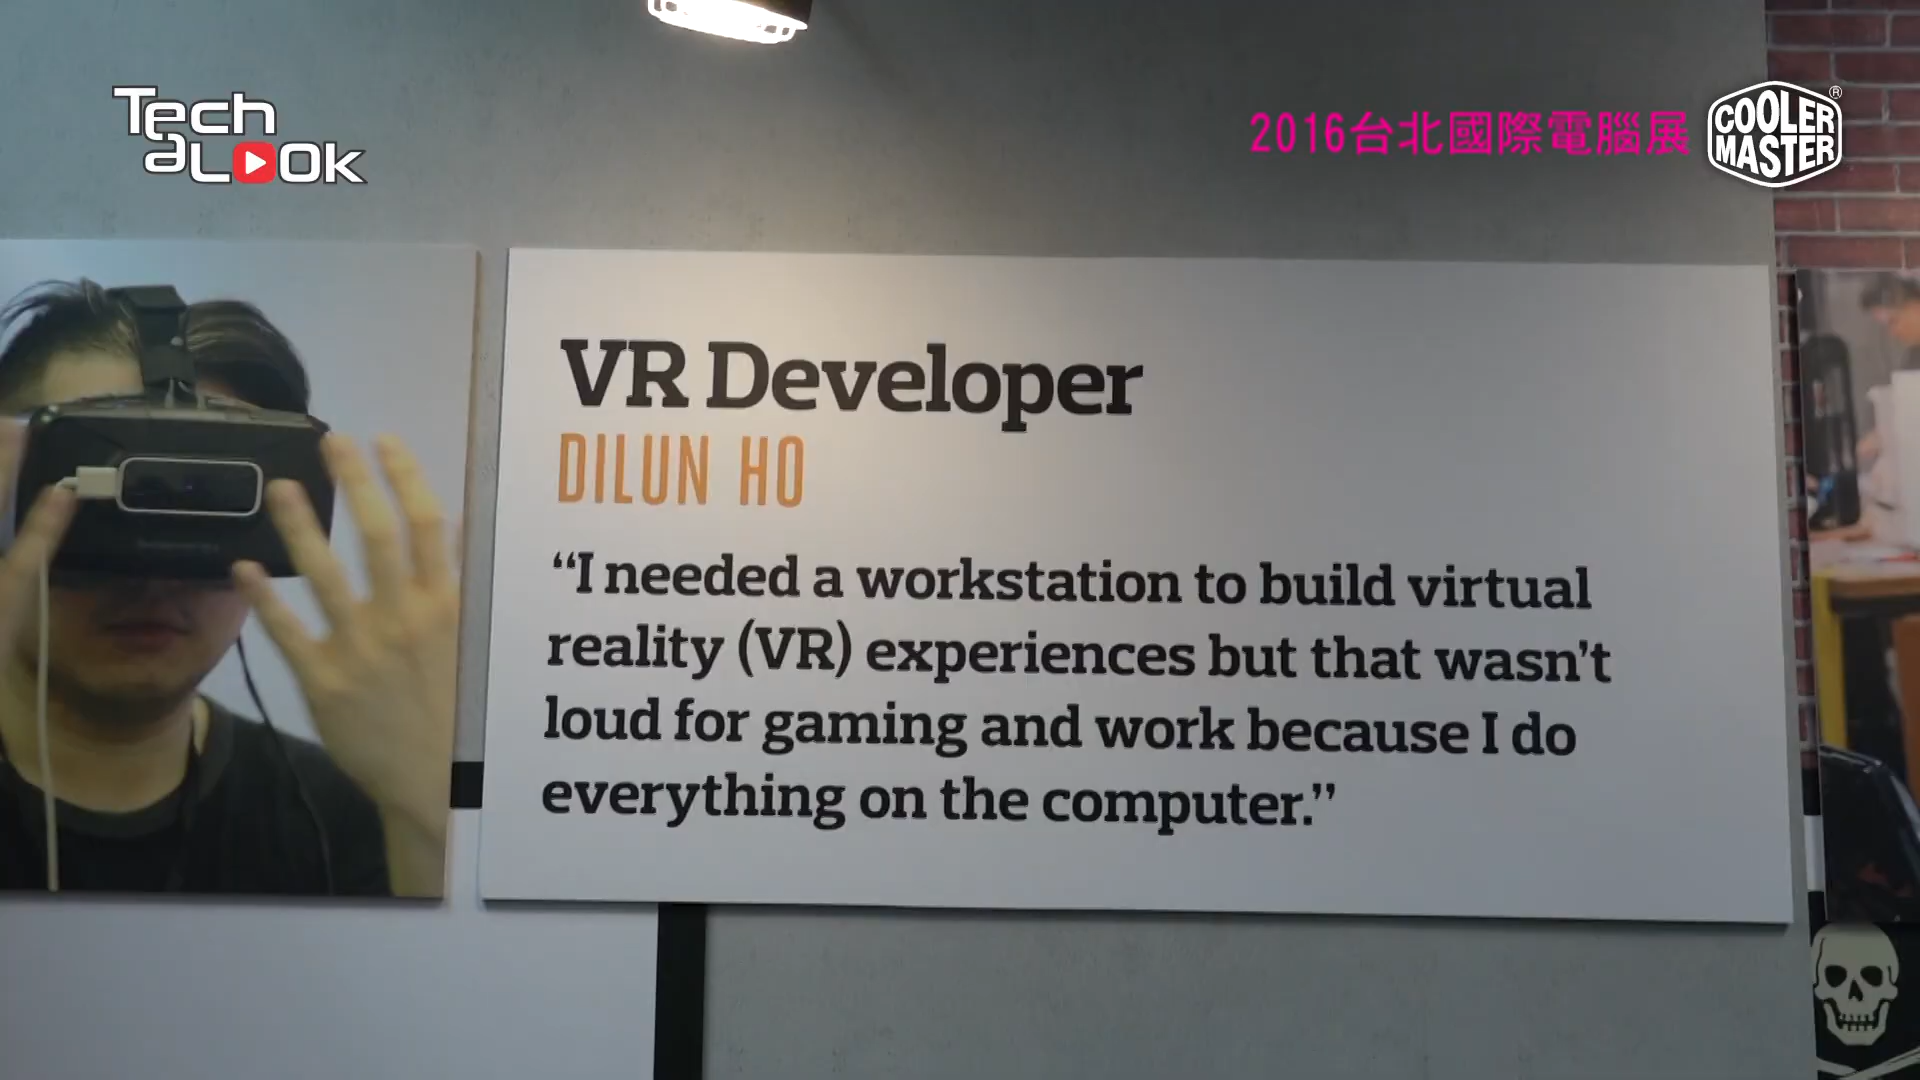 Tech
a LOOK
2016台北國際電腦展
COOLER
MASTER
®
VR Developer
DILUN HO
“I needed a workstation to build virtual
reality (VR) experiences but that wasn’t
loud for gaming and work because I do
everything on the computer.”